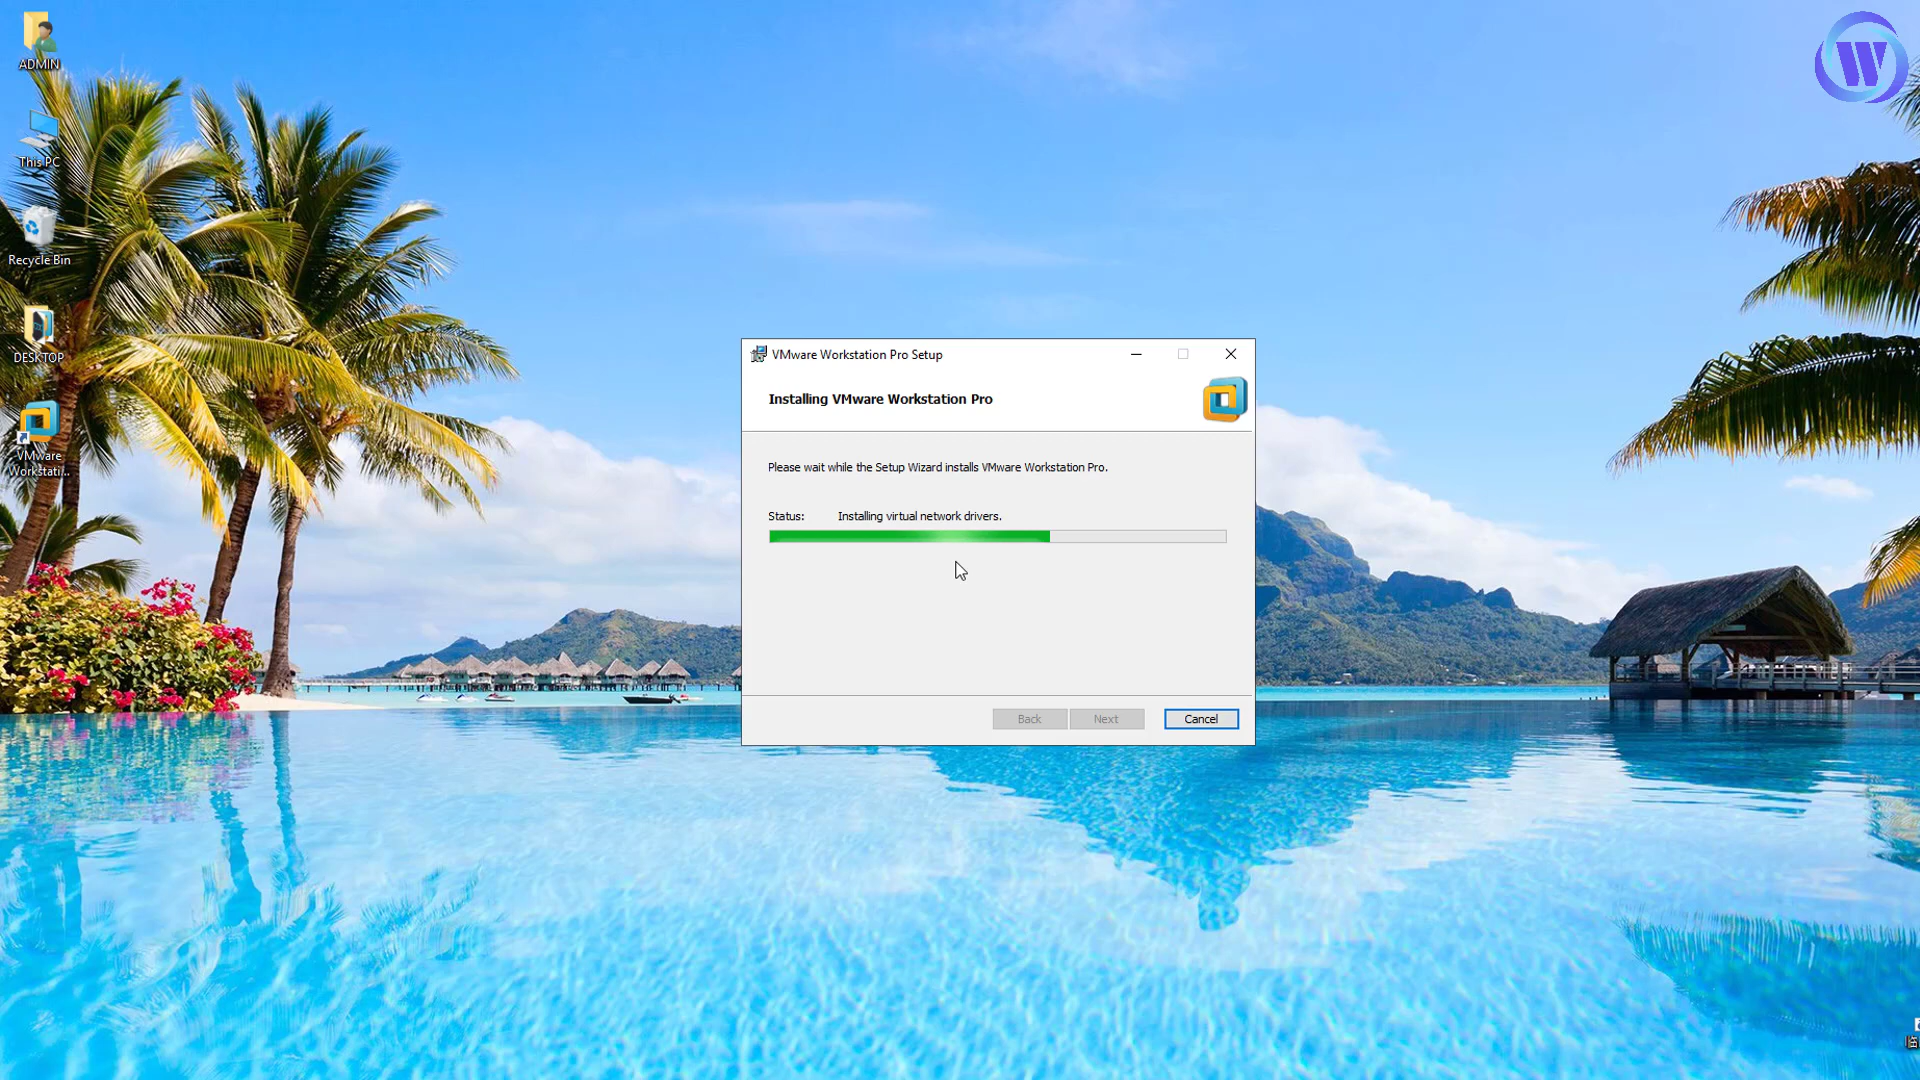 ADMIN
This PC
Recycle Bin
DESKTOP
VMware
Workstati...
W
VMware Workstation Pro Setup
Installing VMware Workstation Pro
Please wait while the Setup Wizard installs VMware Workstation Pro.
Status: Installing virtual network drivers.
Back
Next
Cancel